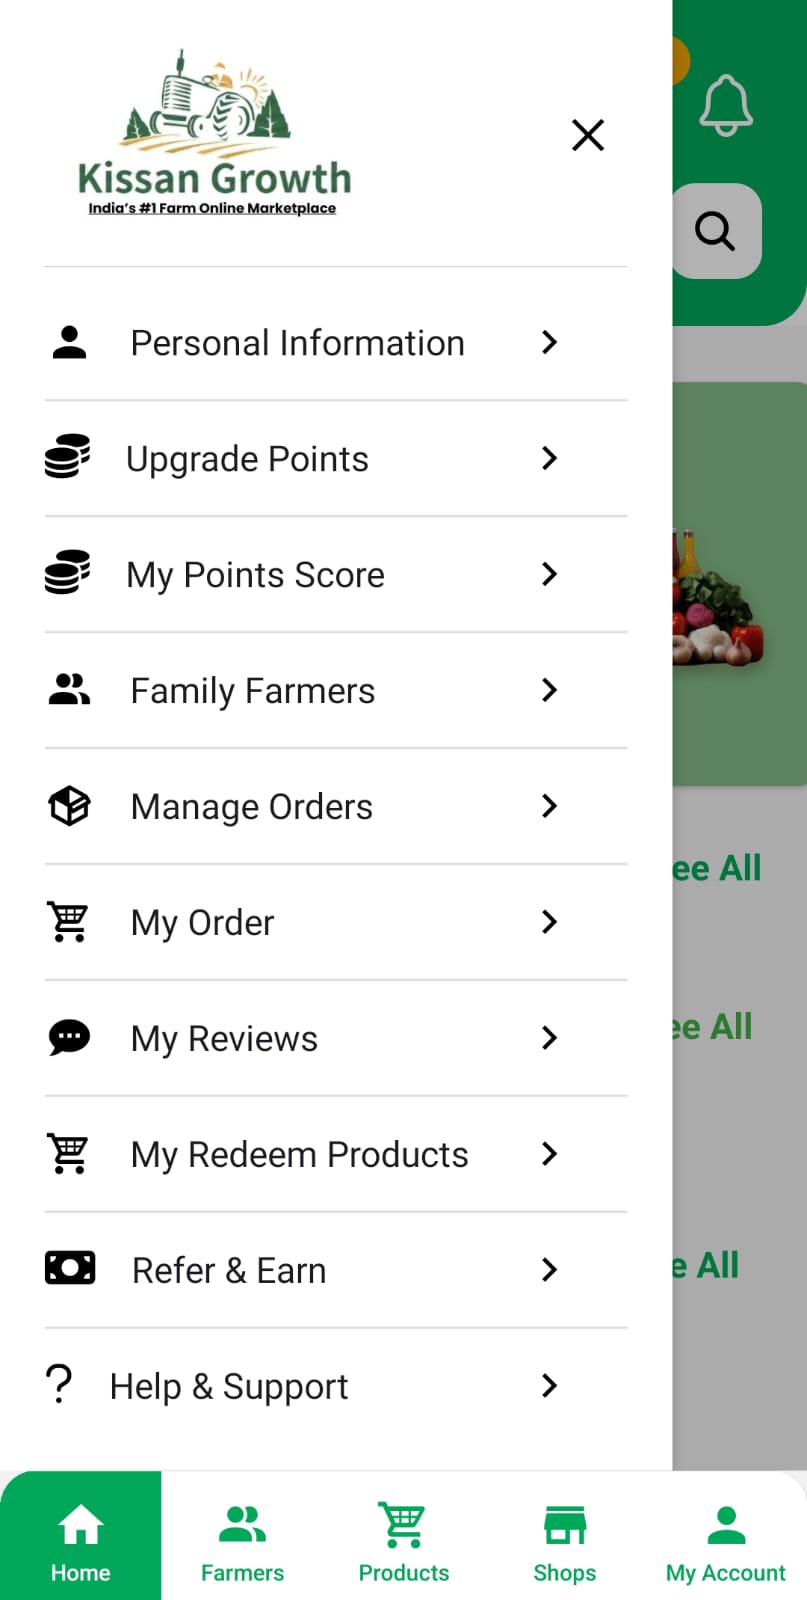 Kissan Growth
India's #1 Farm Online Marketplace
Personal Information
Upgrade Points
My Points Score
Family Farmers
Manage Orders
ee All
My Order
ee All
My Reviews
My Redeem Products
Refer & Earn
e All
Help & Support
Home
Farmers
Products
Shops
My Account